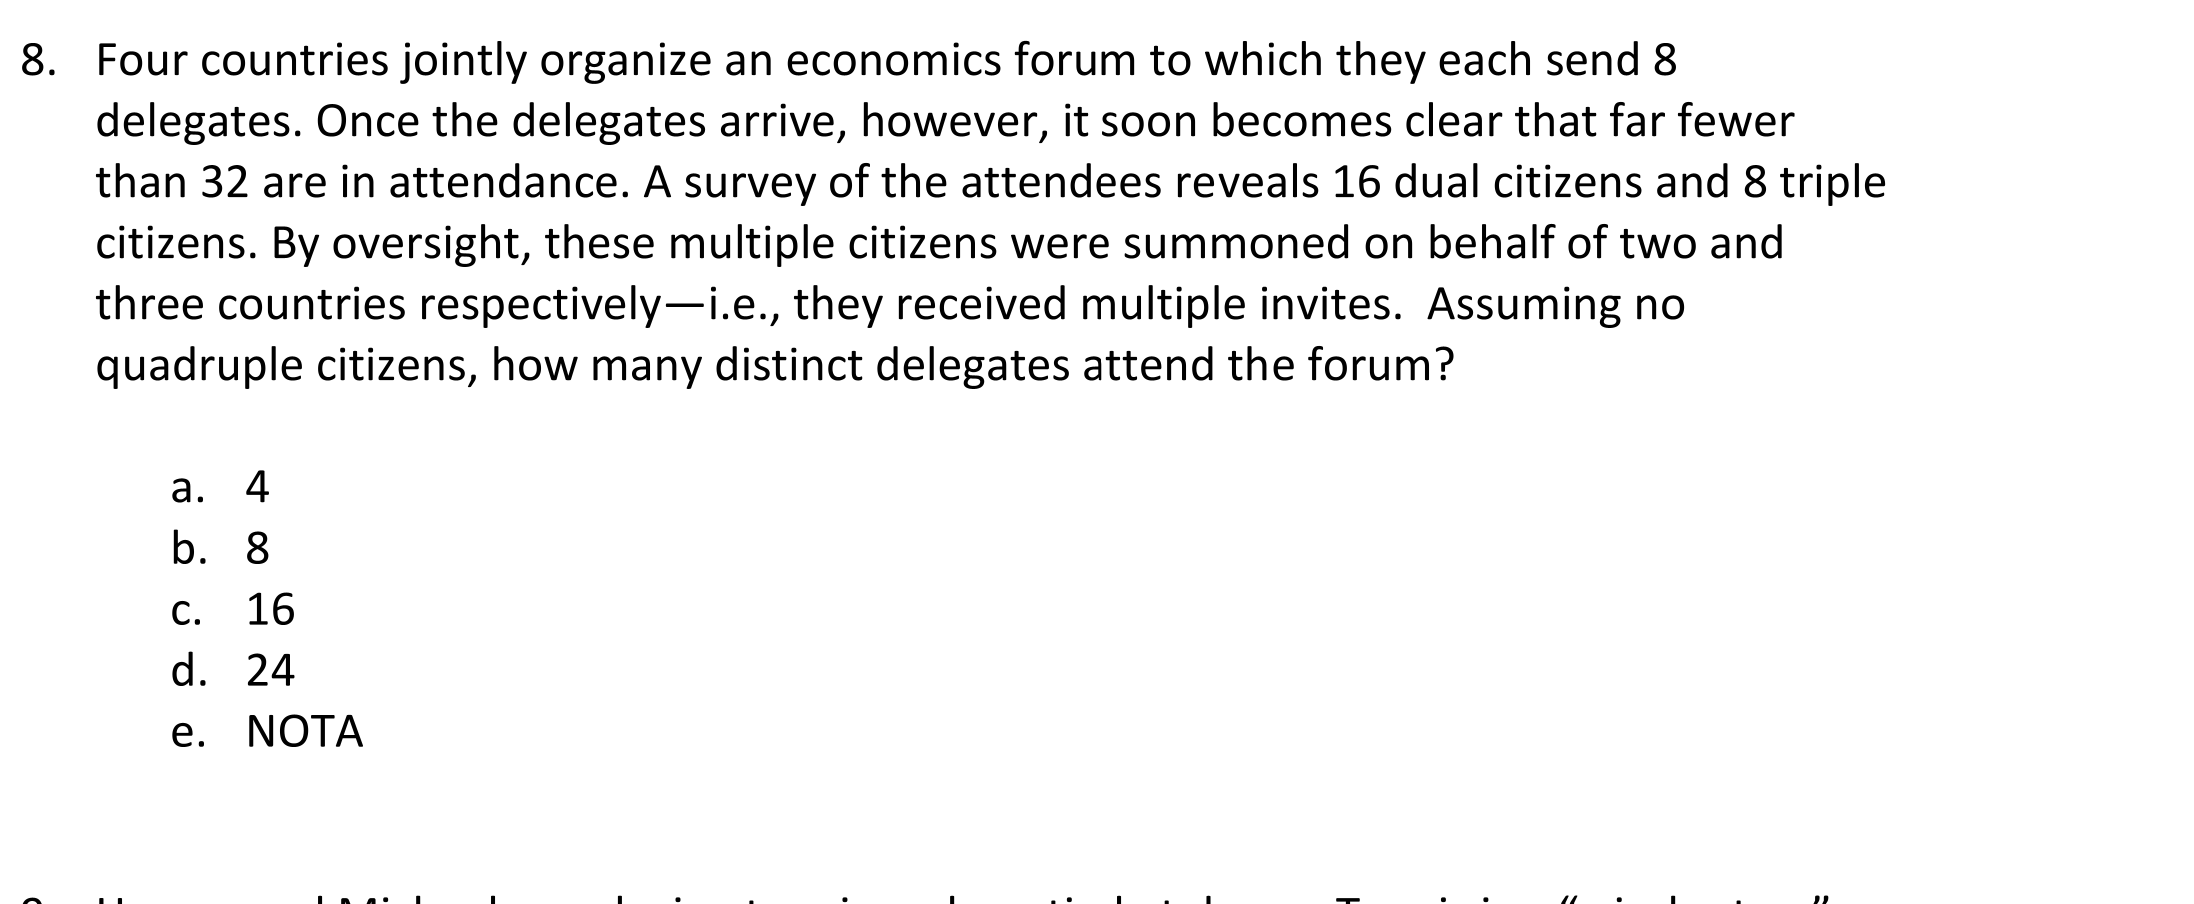 8. Four countries jointly organize an economics forum to which they each send 8
delegates. Once the delegates arrive, however, it soon becomes clear that far fewer
than 32 are in attendance. A survey of the attendees reveals 16 dual citizens and 8 triple
citizens. By oversight, these multiple citizens were summoned on behalf of two and
three countries respectively—i.e., they received multiple invites.  Assuming no
quadruple citizens, how many distinct delegates attend the forum?
a. 4
b. 8
c. 16
d. 24
e. NOTA